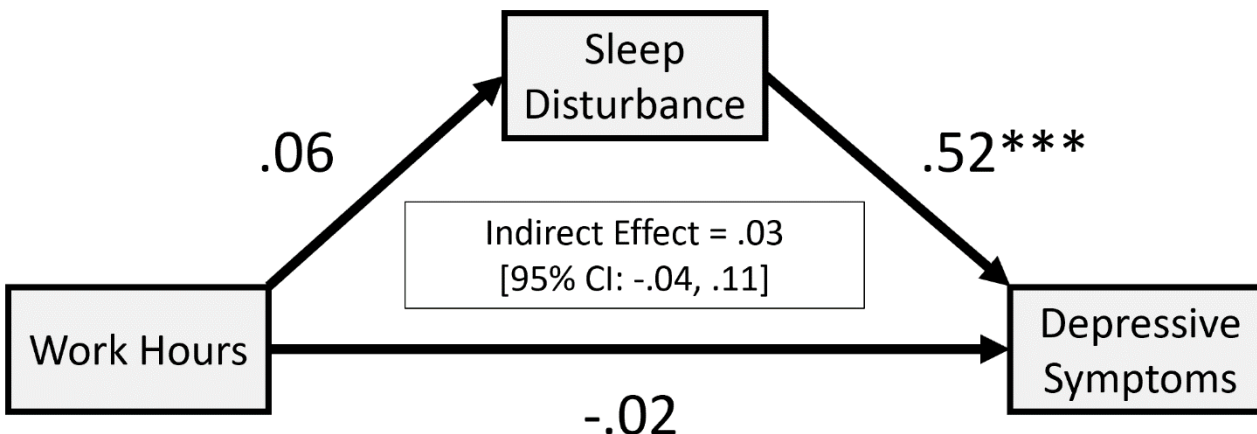 Sleep
Disturbance
.06
.52***
Indirect Effect = .03
[95% CI: -.04, .11]
Work Hours
Depressive
Symptoms
-.02